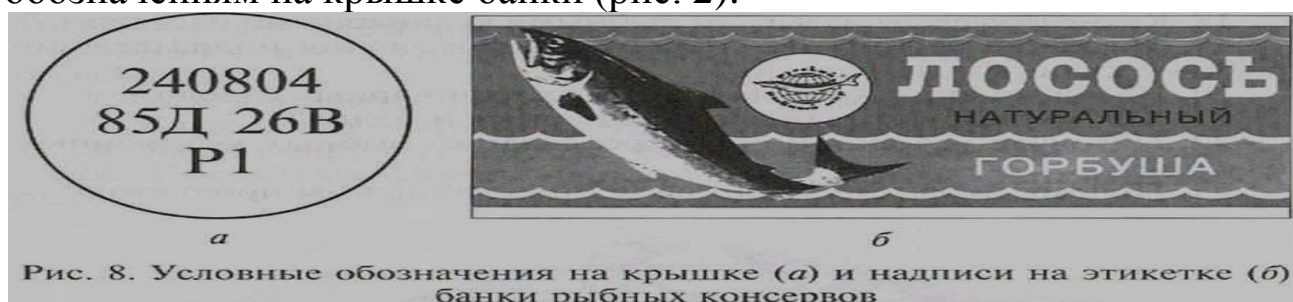 обозначениям на крышке банки (рис. 2).
240804
85Д 26В
Р1
ЛОСОСЬ
НАТУРАЛЬНЫЙ
ГОРБУША
а
б
Рис. 8. Условные обозначения на крышке (а) и надписи на этикетке (б)
банки рыбных консервов